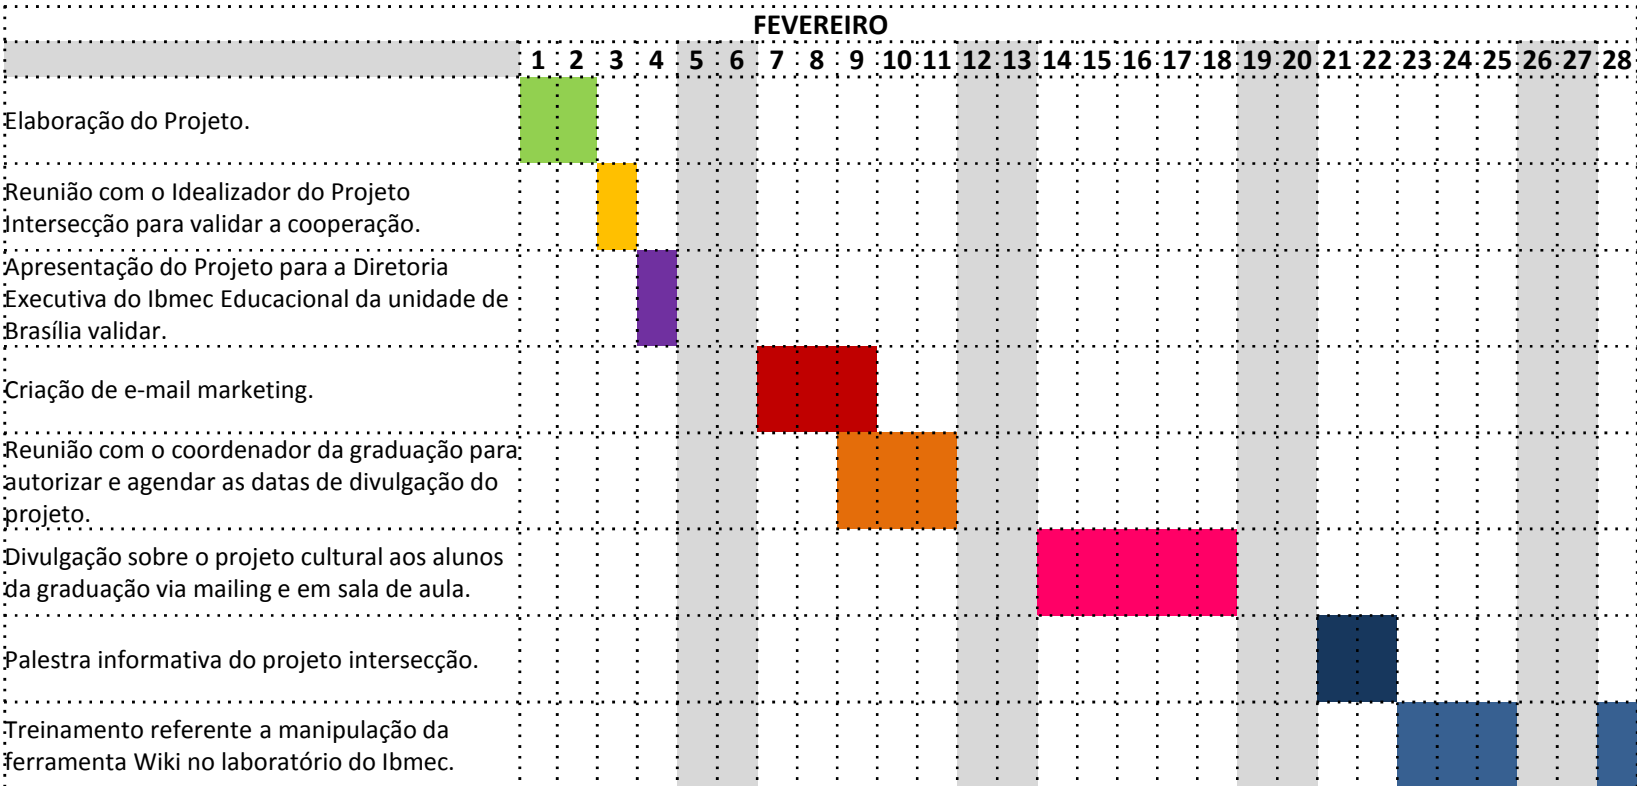 FEVEREIRO
1 2 3 4 5 6 7 8 9 10 11 12 13 14 15 16 17 18 19 20 21 22 23 24 25 26 27 28
Elaboração do Projeto.
Reunião com o Idealizador do Projeto
Intersecção para validar a cooperação.
Apresentação do Projeto para a Diretoria
Executiva do Ibmec Educacional da unidade de
Brasília validar.
Criação de e-mail marketing.
Reunião com o coordenador da graduação para
autorizar e agendar as datas de divulgação do
projeto.
Divulgação sobre o projeto cultural aos alunos
da graduação via mailing e em sala de aula.
Palestra informativa do projeto intersecção.
Treinamento referente a manipulação da
ferramenta Wiki no laboratório do Ibmec.